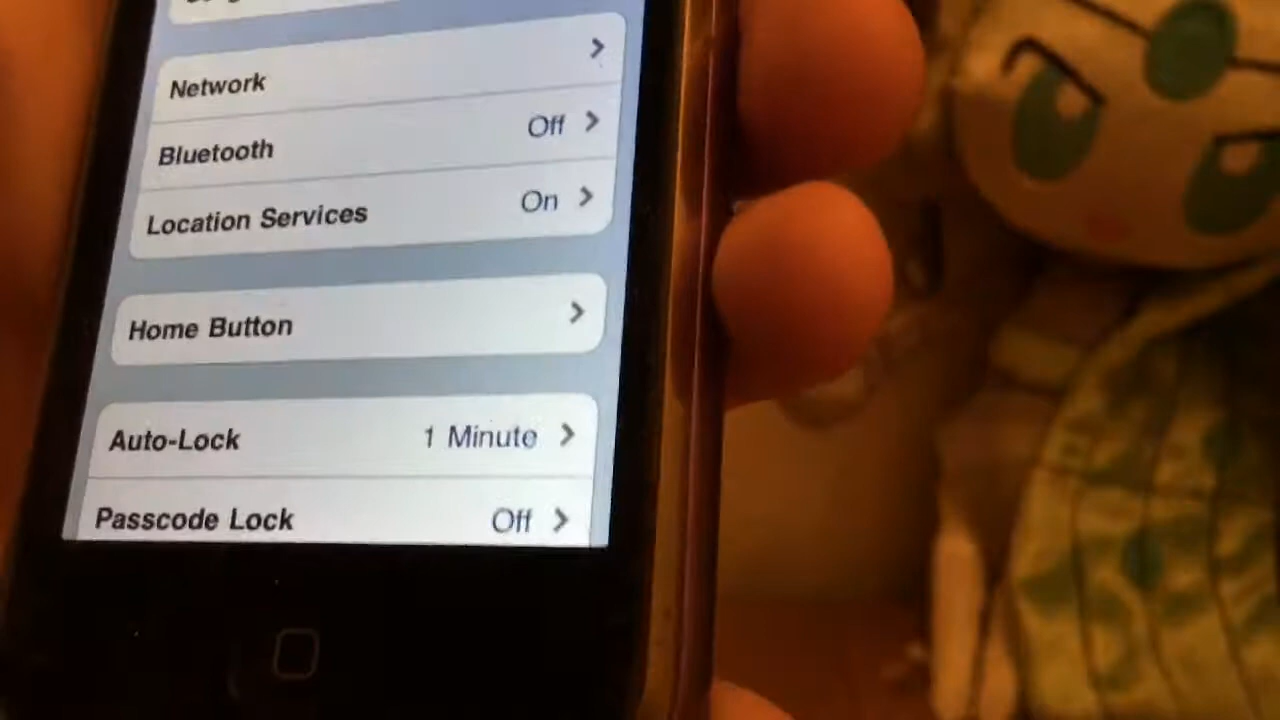 Network
Bluetooth Off
Location Services On
Home Button
Auto-Lock 1 Minute
Passcode Lock Off